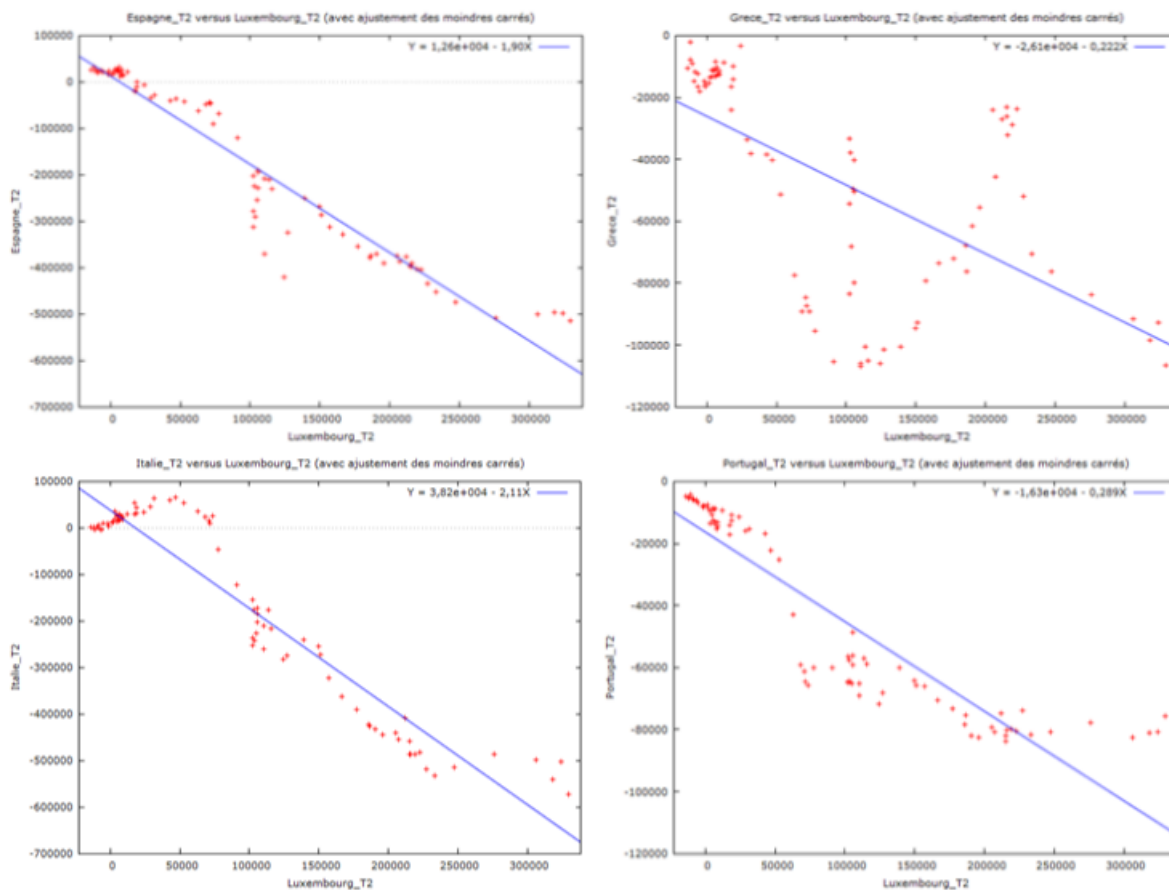 Espagne_T2 versus Luxembourg_T2 (avec ajustement des moindres carrés)
Y = 1,26e+004 - 1,90X
100000
0
-100000
-200000
-300000
-400000
-500000
-600000
-700000
Espagne_T2
0 50000 100000 150000 200000 250000 300000
Luxembourg_T2
Grece_T2 versus Luxembourg_T2 (avec ajustement des moindres carrés)
Y = -2,61e+004 - 0,222X
0
-20000
-40000
-60000
-80000
-100000
-120000
Grece_T2
0 50000 100000 150000 200000 250000 300000
Luxembourg_T2
Italie_T2 versus Luxembourg_T2 (avec ajustement des moindres carrés)
Y = 3,82e+004 - 2,11X
100000
0
-100000
-200000
-300000
-400000
-500000
-600000
-700000
Italie_T2
0 50000 100000 150000 200000 250000 300000
Luxembourg_T2
Portugal_T2 versus Luxembourg_T2 (avec ajustement des moindres carrés)
Y = -1,63e+004 - 0,289X
0
-20000
-40000
-60000
-80000
-100000
-120000
Portugal_T2
0 50000 100000 150000 200000 250000 300000
Luxembourg_T2